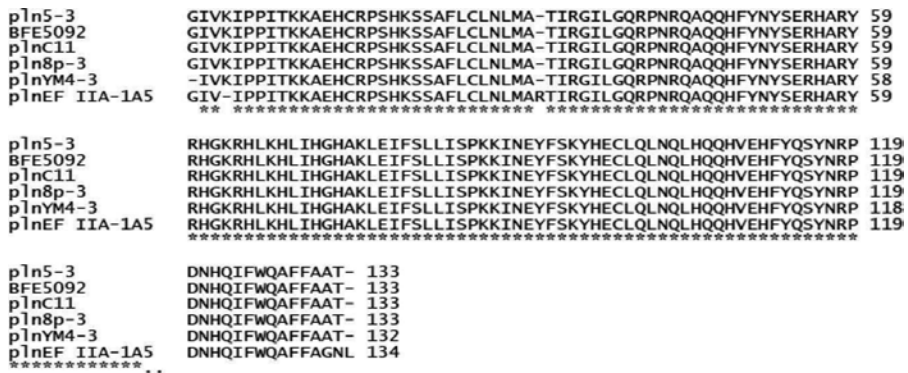 pln5-3 GIVKIPPITKKAEHCRPSHKSSAFLCLNLMA-TIRGILGQRPNRQAQQHFYNYSERHARY 59
BFE5092 GIVKIPPITKKAEHCRPSHKSSAFLCLNLMA-TIRGILGQRPNRQAQQHFYNYSERHARY 59
plnC11 GIVKIPPITKKAEHCRPSHKSSAFLCLNLMA-TIRGILGQRPNRQAQQHFYNYSERHARY 59
pln8p-3 GIVKIPPITKKAEHCRPSHKSSAFLCLNLMA-TIRGILGQRPNRQAQQHFYNYSERHARY 59
plnYM4-3 -IVKIPPITKKAEHCRPSHKSSAFLCLNLMA-TIRGILGQRPNRQAQQHFYNYSERHARY 58
plnEF IIA-1A5 GIV-IPPITKKAEHCRPSHKSSAFLCLNLMARTIRGILGQRPNRQAQQHFYNYSERHARY 59
** *************************** ****************************
pln5-3 RHGKRHLKHLIHGHAKLEIFSLLISPKKINEYFSKYHECLQLNQLHQQHVEHFYQSYNRP 119
BFE5092 RHGKRHLKHLIHGHAKLEIFSLLISPKKINEYFSKYHECLQLNQLHQQHVEHFYQSYNRP 119
plnC11 RHGKRHLKHLIHGHAKLEIFSLLISPKKINEYFSKYHECLQLNQLHQQHVEHFYQSYNRP 119
pln8p-3 RHGKRHLKHLIHGHAKLEIFSLLISPKKINEYFSKYHECLQLNQLHQQHVEHFYQSYNRP 119
plnYM4-3 RHGKRHLKHLIHGHAKLEIFSLLISPKKINEYFSKYHECLQLNQLHQQHVEHFYQSYNRP 118
plnEF IIA-1A5 RHGKRHLKHLIHGHAKLEIFSLLISPKKINEYFSKYHECLQLNQLHQQHVEHFYQSYNRP 119
************************************************************
pln5-3 DNHQIFWQAFFAAT- 133
BFE5092 DNHQIFWQAFFAAT- 133
plnC11 DNHQIFWQAFFAAT- 133
pln8p-3 DNHQIFWQAFFAAT- 133
plnYM4-3 DNHQIFWQAFFAAT- 132
plnEF IIA-1A5 DNHQIFWQAFFAGNL 134
************..